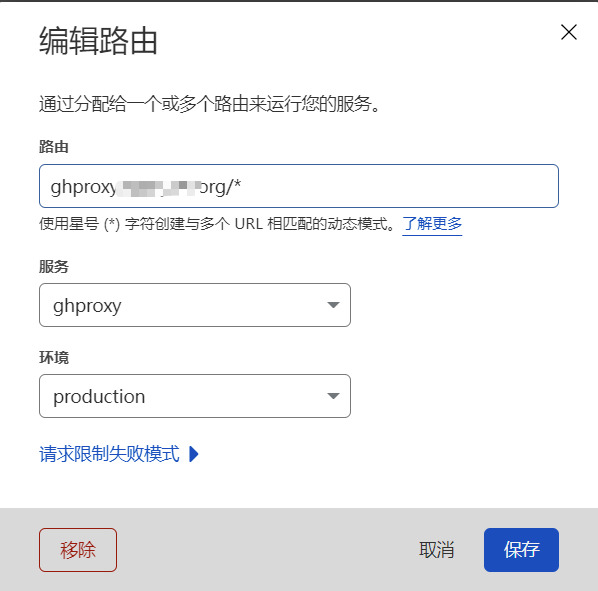 编辑路由
通过分配给一个或多个路由来运行您的服务。
路由
ghproxy org/*
使用星号 (*) 字符创建与多个 URL 相匹配的动态模式。了解更多
服务
ghproxy
环境
production
请求限制失败模式
移除 取消 保存